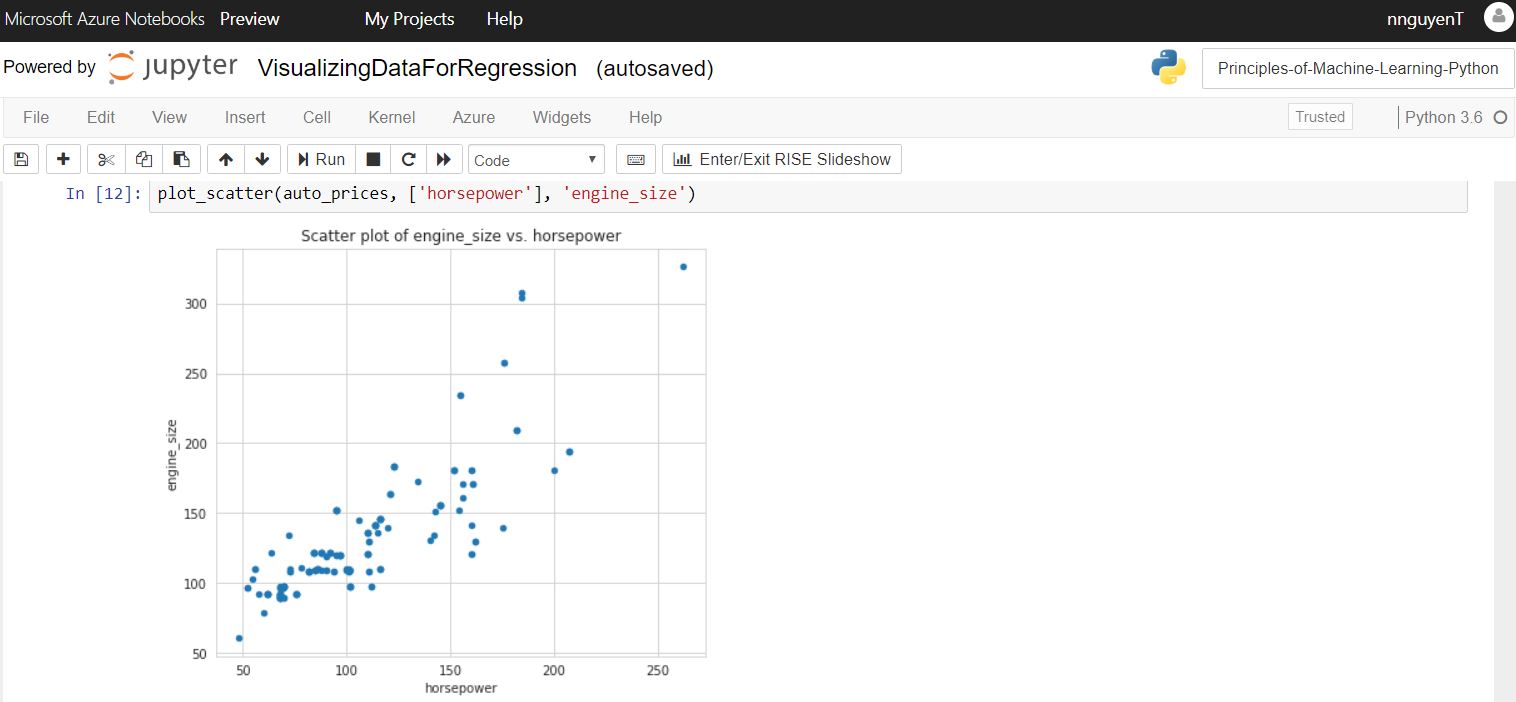 Microsoft Azure Notebooks Preview My Projects Help nnguyenT
Powered by jupyter VisualizingDataForRegression (autosaved) Principles-of-Machine-Learning-Python
File Edit View Insert Cell Kernel Azure Widgets Help Trusted Python 3.6
Run Code Enter/Exit RISE Slideshow
In [12]: plot_scatter(auto_prices, ['horsepower'], 'engine_size')
Scatter plot of engine_size vs. horsepower
300
250
200
150
100
50
engine_size
50 100 150 200 250
horsepower